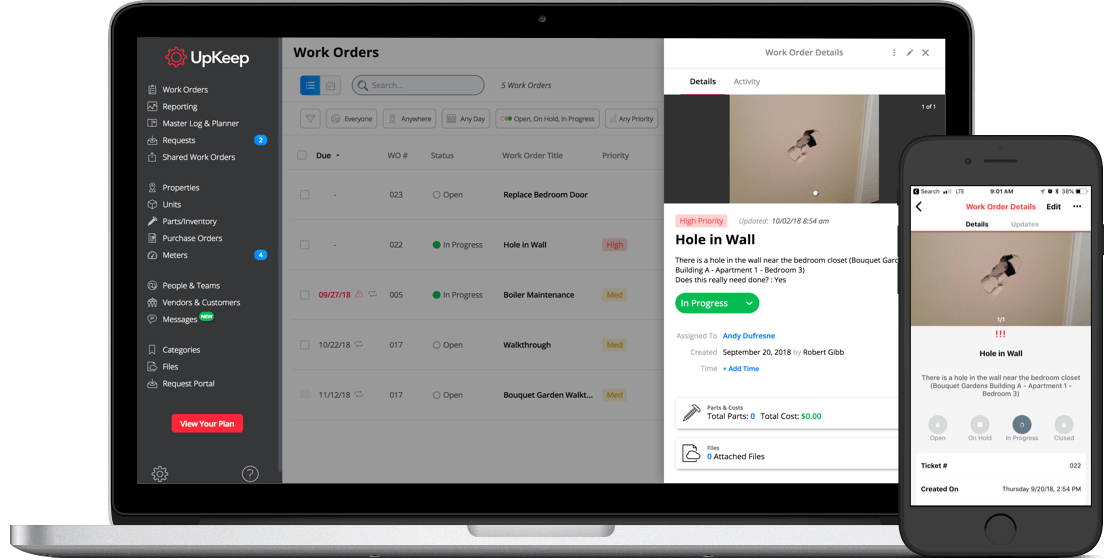 UpKeep
Work Orders
Reporting
Master Log & Planner
Requests 2
Shared Work Orders
Properties
Units
Parts/Inventory
Purchase Orders
Meters 4
People & Teams
Vendors & Customers
Messages NEW
Categories
Files
Request Portal
View Your Plan
?
Work Orders
Search... 5 Work Orders
Everyone Anywhere Any Day Open, On Hold, In Progress Any Priority
Due WO # Status Work Order Title Priority
- 023 Open Replace Bedroom Door
- 022 In Progress Hole in Wall High
09/27/18 005 In Progress Boiler Maintenance Med
10/22/18 017 Open Walkthrough Med
11/12/18 017 Open Bouquet Garden Walkt... Med
Work Order Details
Details Activity
1 of 1
High Priority Updated: 10/02/18 8:54 am
Hole in Wall
There is a hole in the wall near the bedroom closet (Bouquet Gar
Building A - Apartment 1 - Bedroom 3)
Does this really need done? : Yes
In Progress
Assigned To Andy Dufresne
Created September 20, 2018 by Robert Gibb
Time + Add Time
Parts & Costs
Total Parts: 0 Total Cost: $0.00
Files
0 Attached Files
Search LTE 9:01 AM 38%
Work Order Details Edit ...
Details Updates
1/1
!!!
Hole in Wall
There is a hole in the wall near the bedroom closet
(Bouquet Gardens Building A - Apartment 1 -
Bedroom 3)
Open On Hold In Progress Closed
Ticket # 022
Created On Thursday 9/20/18, 2:54 PM